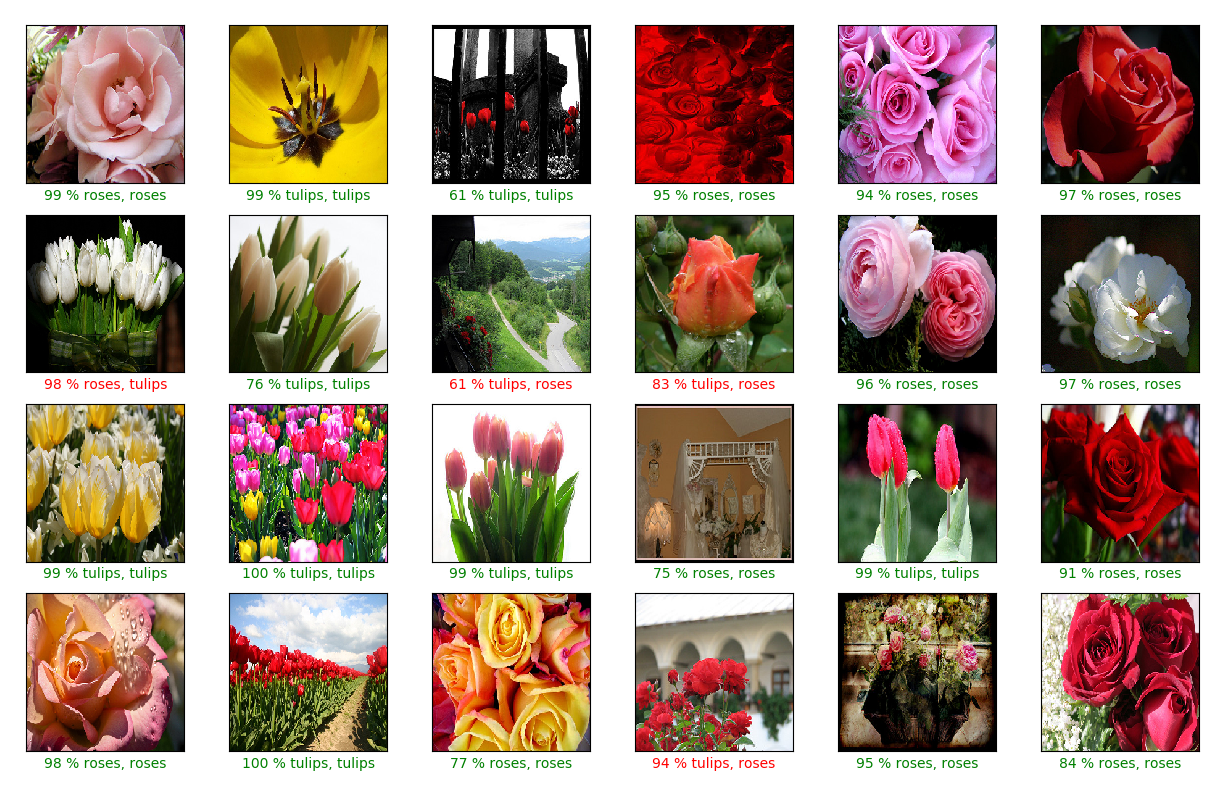 99 % roses, roses
99 % tulips, tulips
61 % tulips, tulips
95 % roses, roses
94 % roses, roses
97 % roses, roses
98 % roses, tulips
76 % tulips, tulips
61 % tulips, roses
83 % tulips, roses
96 % roses, roses
97 % roses, roses
99 % tulips, tulips
100 % tulips, tulips
99 % tulips, tulips
75 % roses, roses
99 % tulips, tulips
91 % roses, roses
98 % roses, roses
100 % tulips, tulips
77 % roses, roses
94 % tulips, roses
95 % roses, roses
84 % roses, roses